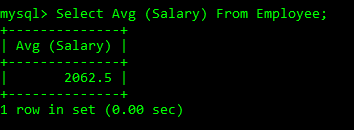 mysql> Select Avg (Salary) From Employee;
+--------------+
| Avg (Salary) |
+--------------+
|       2062.5 |
+--------------+
1 row in set (0.00 sec)